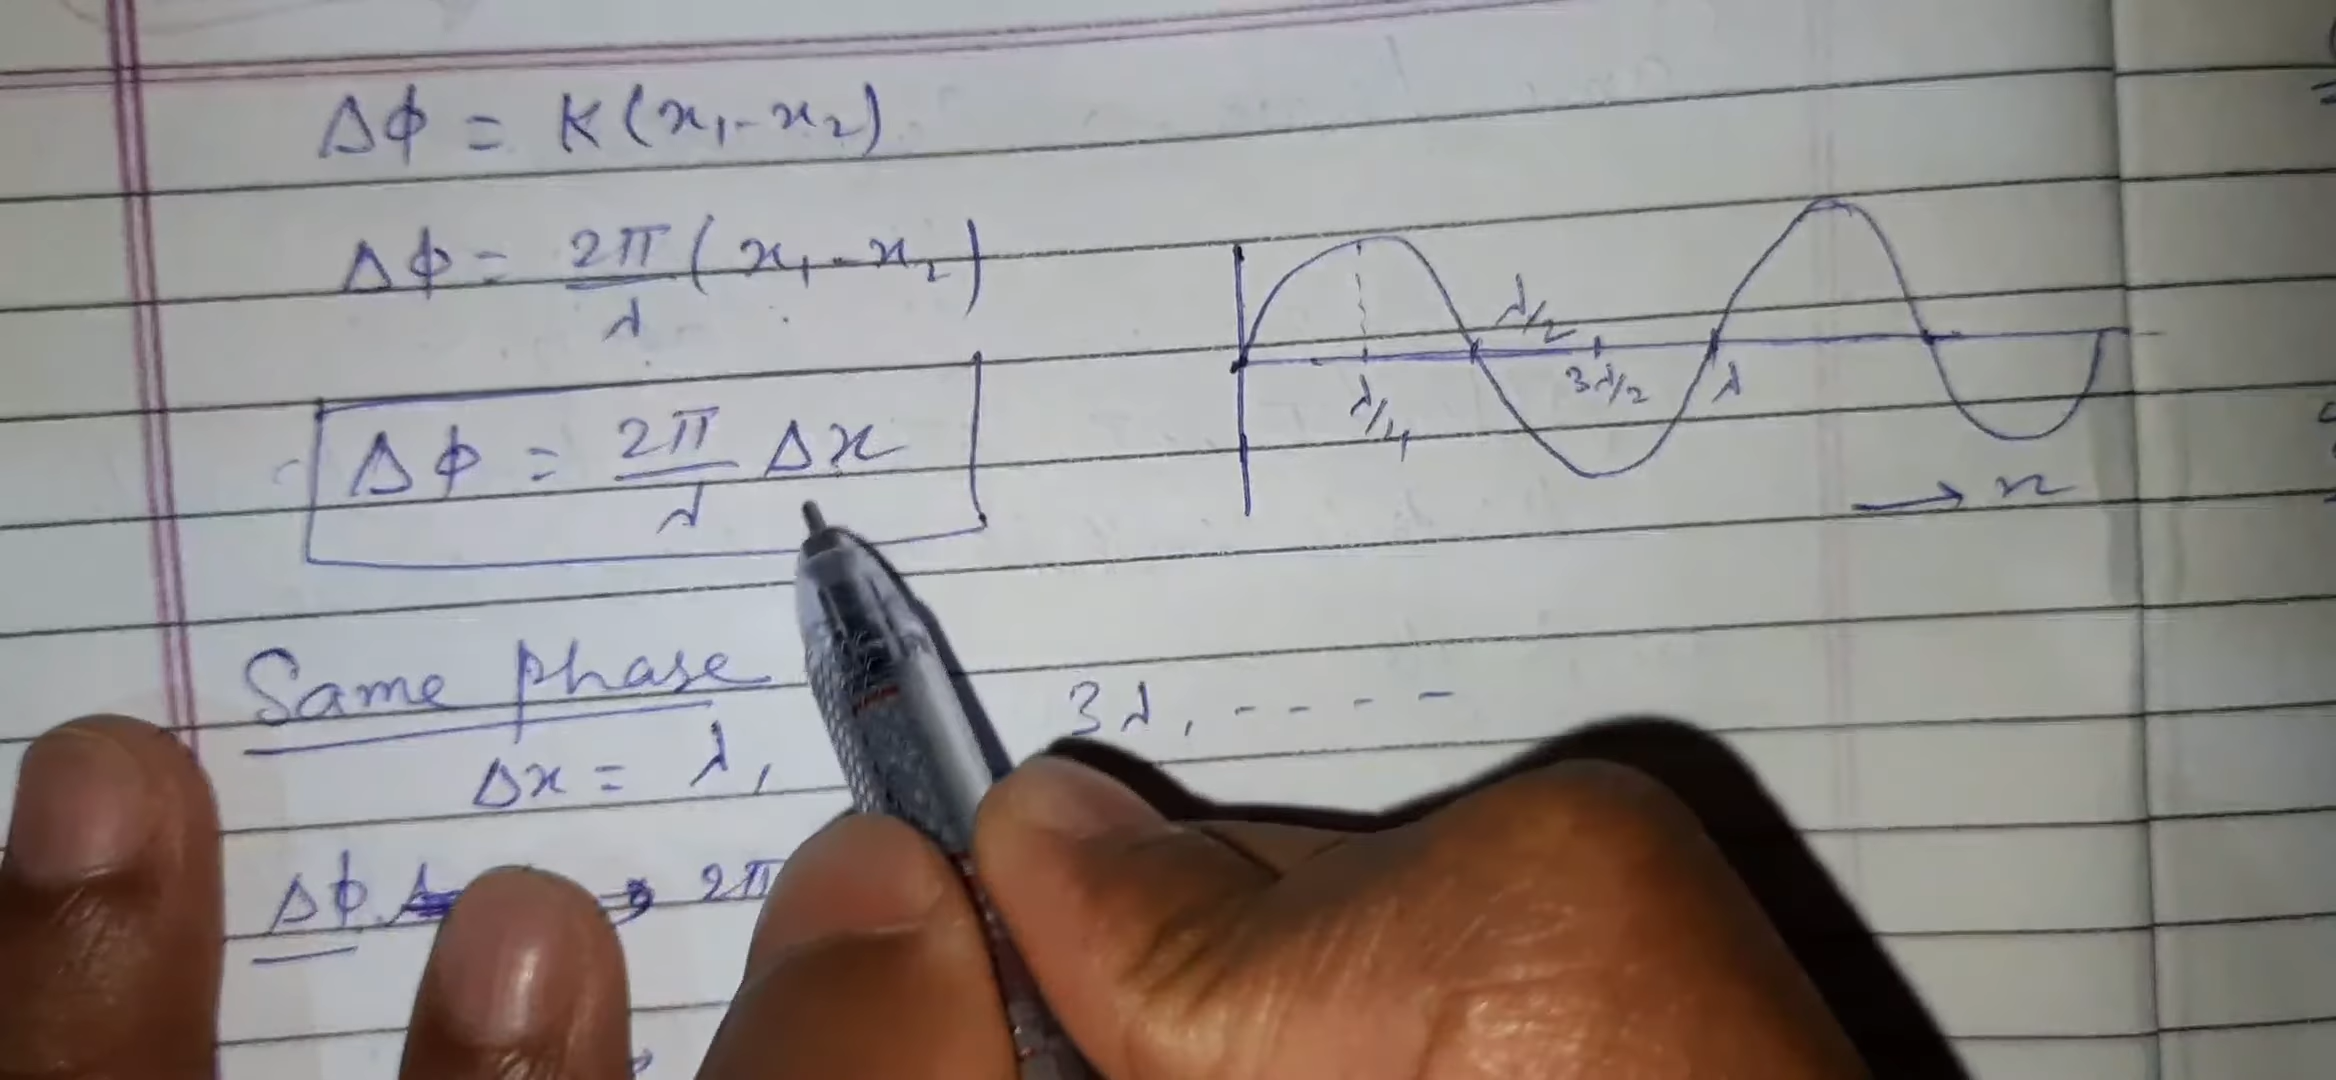 Δϕ = K(x₁-x₂)
Δϕ = 2π/λ (x₁-x₂)
Δϕ = 2π/λ Δx
λ/4
λ/2
3λ/2
λ
→ x
Same phase
Δx = λ, 3λ, - - - -
Δϕ → 2π